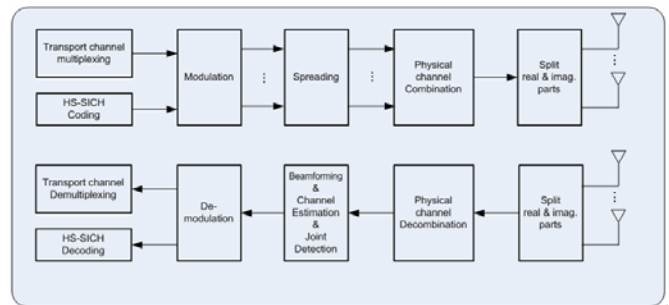 Transport channel
multiplexing
HS-SICH
Coding
Modulation
Spreading
Physical
channel
Combination
Split
real & imag.
parts
Transport channel
Demultiplexing
HS-SICH
Decoding
De-
modulation
Beamforming
&
Channel
Estimation
&
Joint
Detection
Physical
channel
Decombination
Split
real & imag.
parts